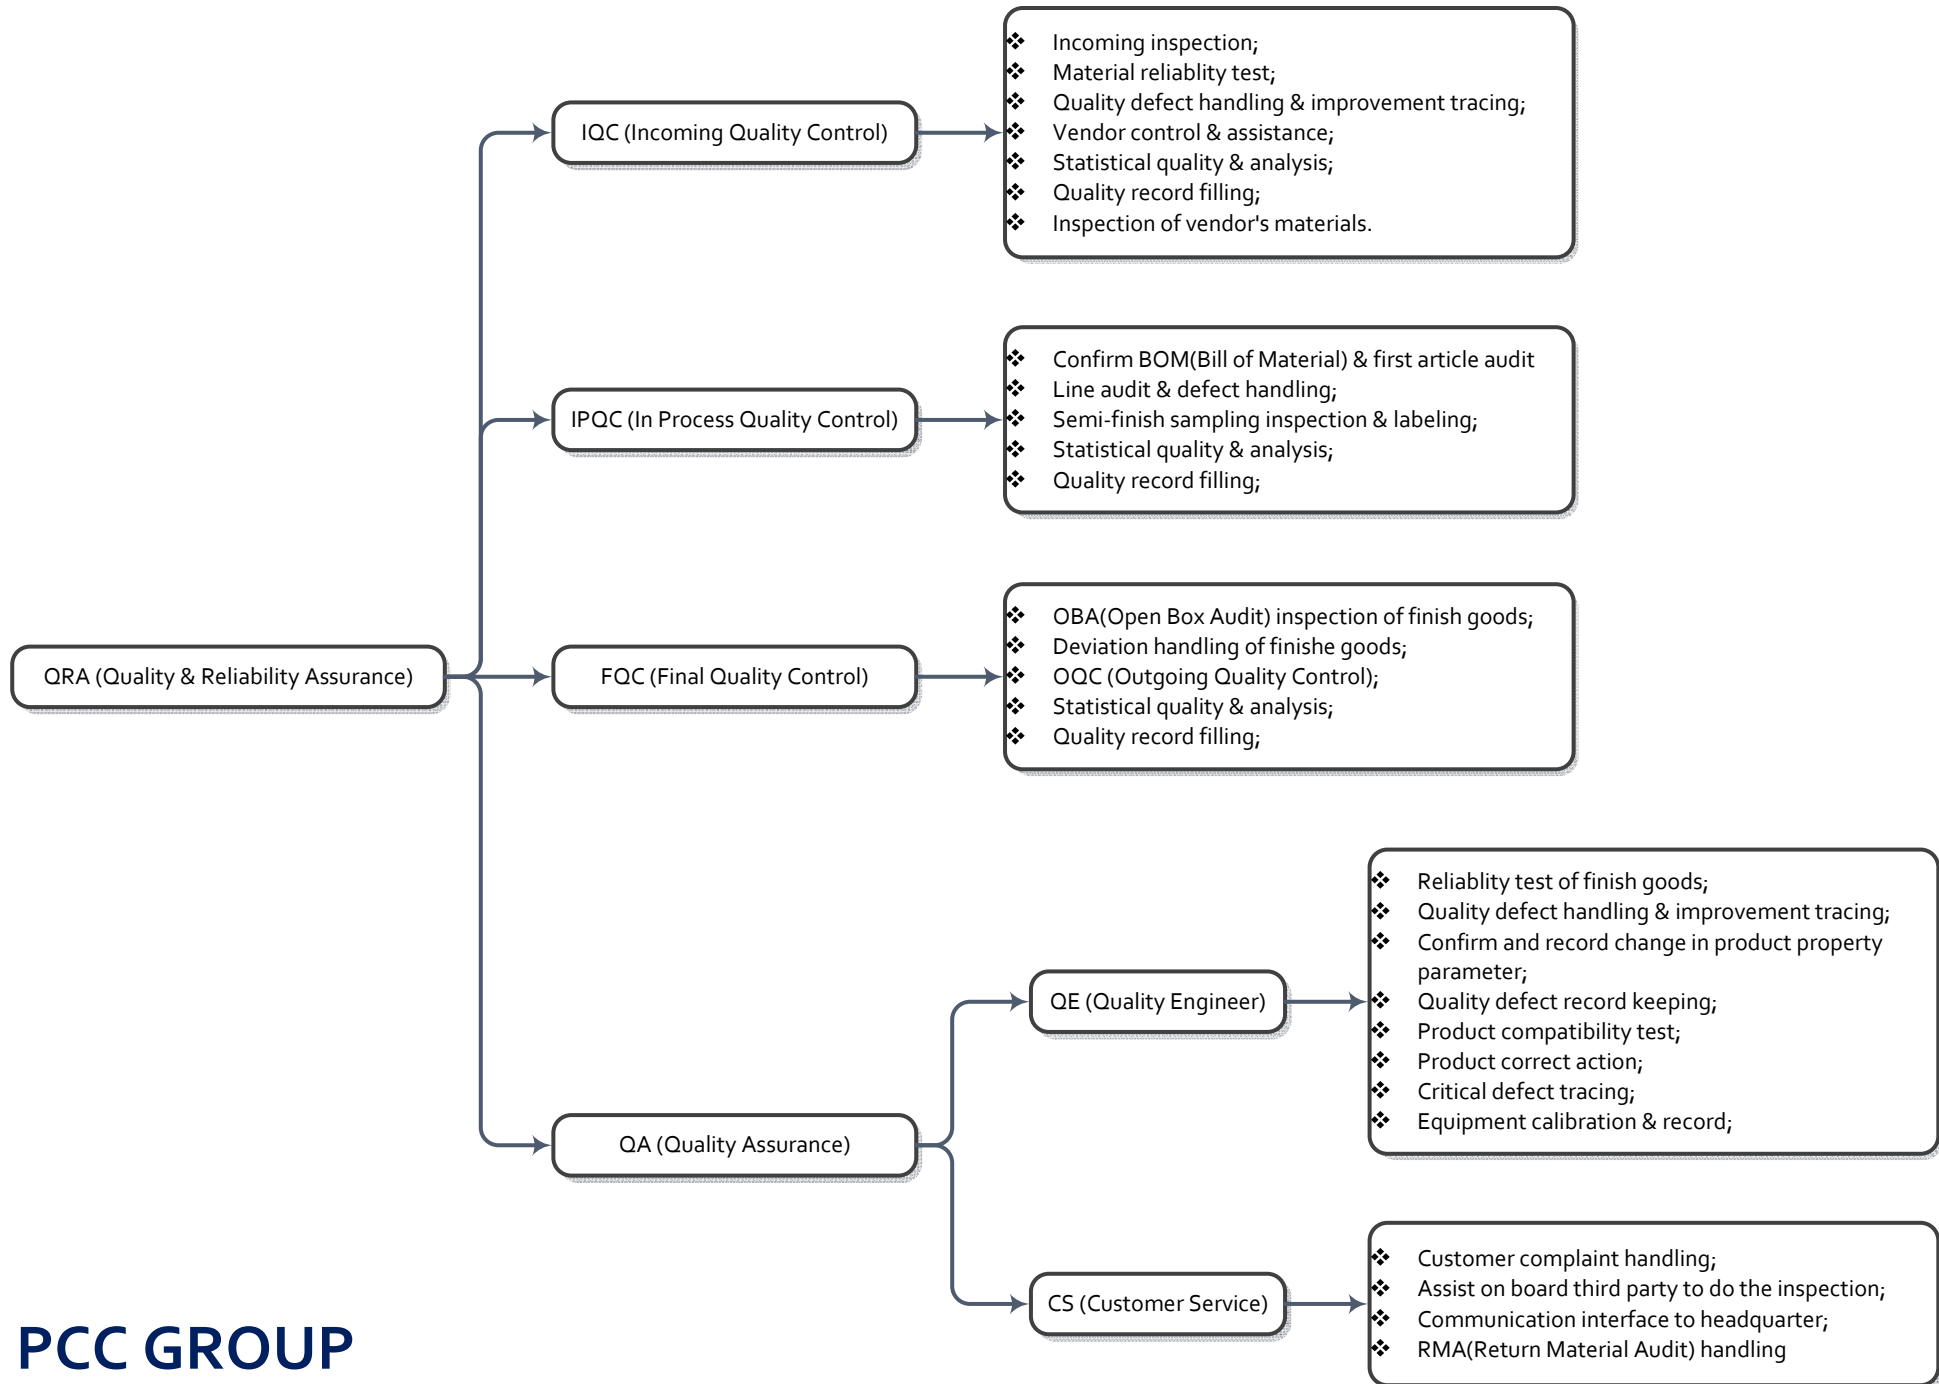 ❖ Incoming inspection;
❖ Material reliablity test;
❖ Quality defect handling & improvement tracing;
❖ Vendor control & assistance;
❖ Statistical quality & analysis;
❖ Quality record filling;
❖ Inspection of vendor's materials.
IQC (Incoming Quality Control)
❖ Confirm BOM(Bill of Material) & first article audit
❖ Line audit & defect handling;
❖ Semi-finish sampling inspection & labeling;
❖ Statistical quality & analysis;
❖ Quality record filling;
IPQC (In Process Quality Control)
❖ OBA(Open Box Audit) inspection of finish goods;
❖ Deviation handling of finishe goods;
❖ OQC (Outgoing Quality Control);
❖ Statistical quality & analysis;
❖ Quality record filling;
QRA (Quality & Reliability Assurance)
FQC (Final Quality Control)
❖ Reliablity test of finish goods;
❖ Quality defect handling & improvement tracing;
❖ Confirm and record change in product property
parameter;
❖ Quality defect record keeping;
❖ Product compatibility test;
❖ Product correct action;
❖ Critical defect tracing;
❖ Equipment calibration & record;
QE (Quality Engineer)
QA (Quality Assurance)
❖ Customer complaint handling;
❖ Assist on board third party to do the inspection;
❖ Communication interface to headquarter;
❖ RMA(Return Material Audit) handling
CS (Customer Service)
PCC GROUP